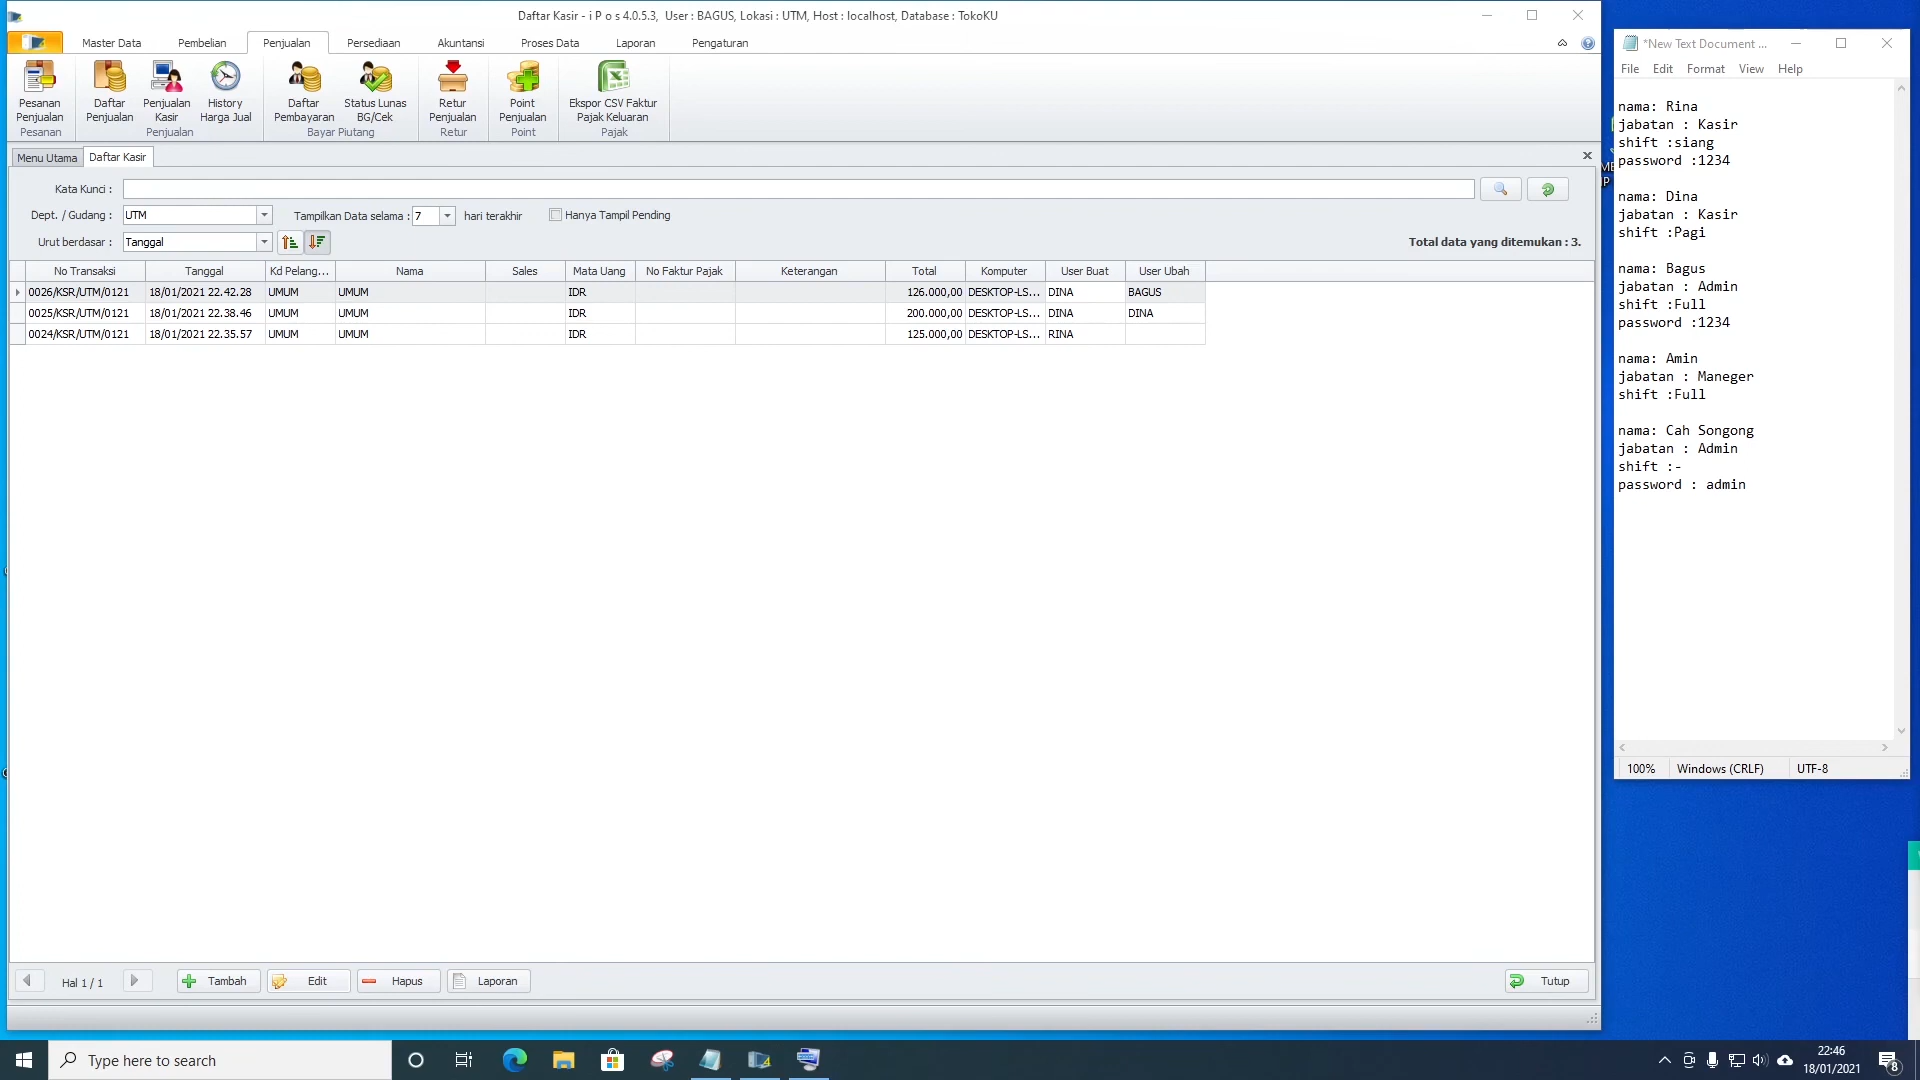 Daftar Kasir - i P o s 4.0.5.3,  User : BAGUS, Lokasi : UTM, Host : localhost, Database : TokoKU
Master Data
Pembelian
Penjualan
Persediaan
Akuntansi
Proses Data
Laporan
Pengaturan
Pesanan Penjualan
Daftar Penjualan
Penjualan Kasir
History Harga Jual
Daftar Pembayaran
Status Lunas BG/Cek
Retur Penjualan
Point Penjualan
Ekspor CSV Faktur Pajak Keluaran
Pesanan
Penjualan
Bayar Piutang
Retur
Point
Pajak
Menu Utama
Daftar Kasir
Kata Kunci :
Dept. / Gudang : UTM
Tampilkan Data selama : 7 hari terakhir
Hanya Tampil Pending
Urut berdasar : Tanggal
Total data yang ditemukan : 3.
No Transaksi Tanggal Kd Pelang... Nama Sales Mata Uang No Faktur Pajak Keterangan Total Komputer User Buat User Ubah
0026/KSR/UTM/0121 18/01/2021 22.42.28 UMUM UMUM IDR 126.000,00 DESKTOP-LS... DINA BAGUS
0025/KSR/UTM/0121 18/01/2021 22.38.46 UMUM UMUM IDR 200.000,00 DESKTOP-LS... DINA DINA
0024/KSR/UTM/0121 18/01/2021 22.35.57 UMUM UMUM IDR 125.000,00 DESKTOP-LS... RINA
Hal 1 / 1
Tambah
Edit
Hapus
Laporan
Tutup
*New Text Document ...
File Edit Format View Help
nama: Rina
jabatan : Kasir
shift :siang
password :1234
nama: Dina
jabatan : Kasir
shift :Pagi
nama: Bagus
jabatan : Admin
shift :Full
password :1234
nama: Amin
jabatan : Maneger
shift :Full
nama: Cah Songong
jabatan : Admin
shift :-
password : admin
100% Windows (CRLF) UTF-8
Type here to search
22:46
18/01/2021
8